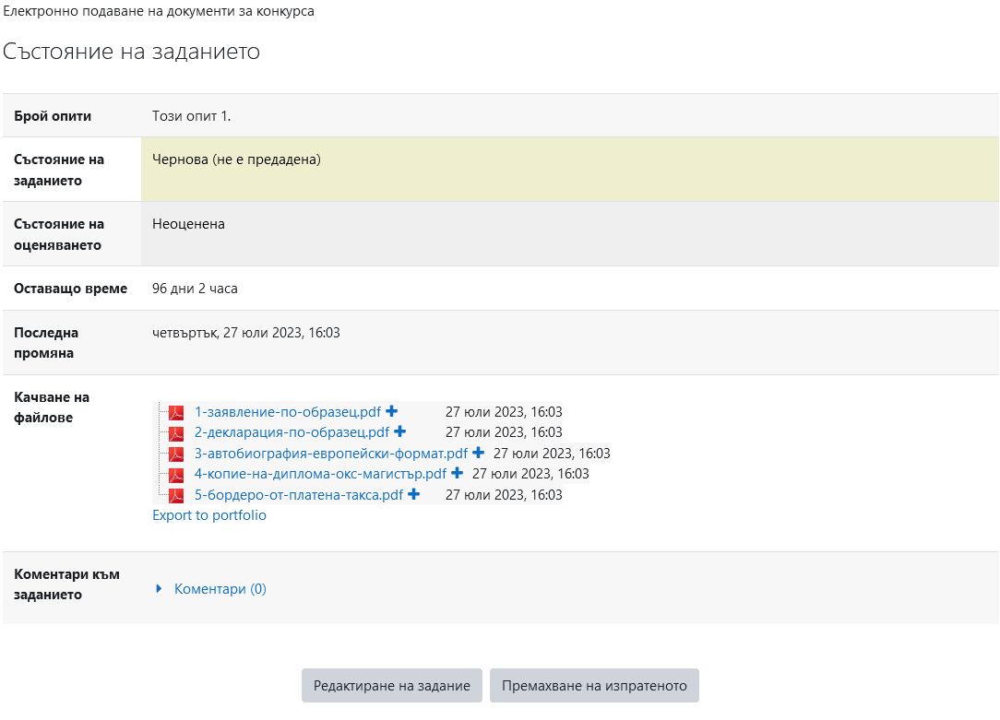 Електронно подаване на документи за конкурса
Състояние на заданието
Брой опити
Този опит 1.
Състояние на
заданието
Чернова (не е предадена)
Състояние на
оценяването
Неоценена
Оставащо време
96 дни 2 часа
Последна
промяна
четвъртък, 27 юли 2023, 16:03
Качване на
файлове
1-заявление-по-образец.pdf 27 юли 2023, 16:03
2-декларация-по-образец.pdf 27 юли 2023, 16:03
3-автобиография-европейски-формат.pdf 27 юли 2023, 16:03
4-копие-на-диплома-окс-магистър.pdf 27 юли 2023, 16:03
5-бордеро-от-платена-такса.pdf 27 юли 2023, 16:03
Export to portfolio
Коментари към
заданието
Коментари (0)
Редактиране на задание
Премахване на изпратеното